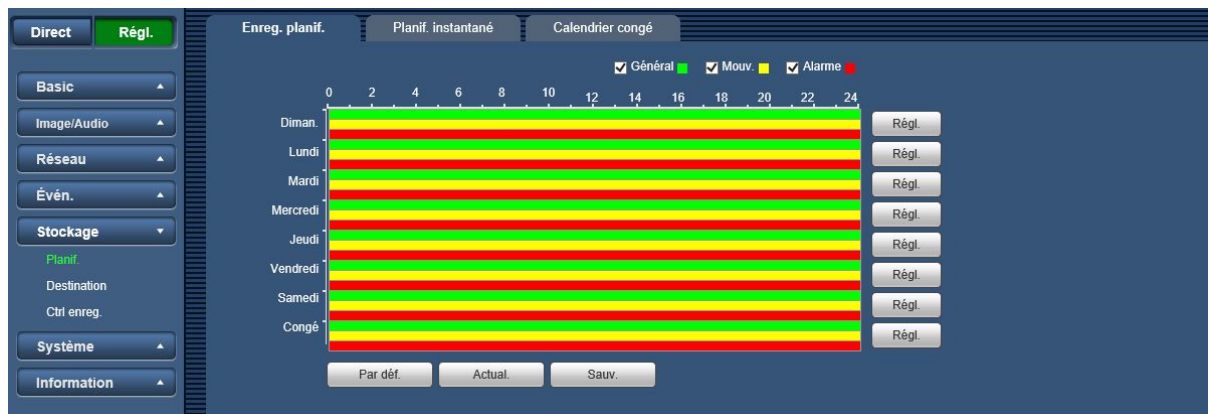 Direct Régl.
Enreg. planif. Planif. instantané Calendrier congé
Basic
Image/Audio
Réseau
Évén.
Stockage
Planif.
Destination
Ctrl enreg.
Système
Information
Général Mouv. Alarme
0 2 4 6 8 10 12 14 16 18 20 22 24
Diman. Régl.
Lundi Régl.
Mardi Régl.
Mercredi Régl.
Jeudi Régl.
Vendredi Régl.
Samedi Régl.
Congé Régl.
Par déf. Actual. Sauv.